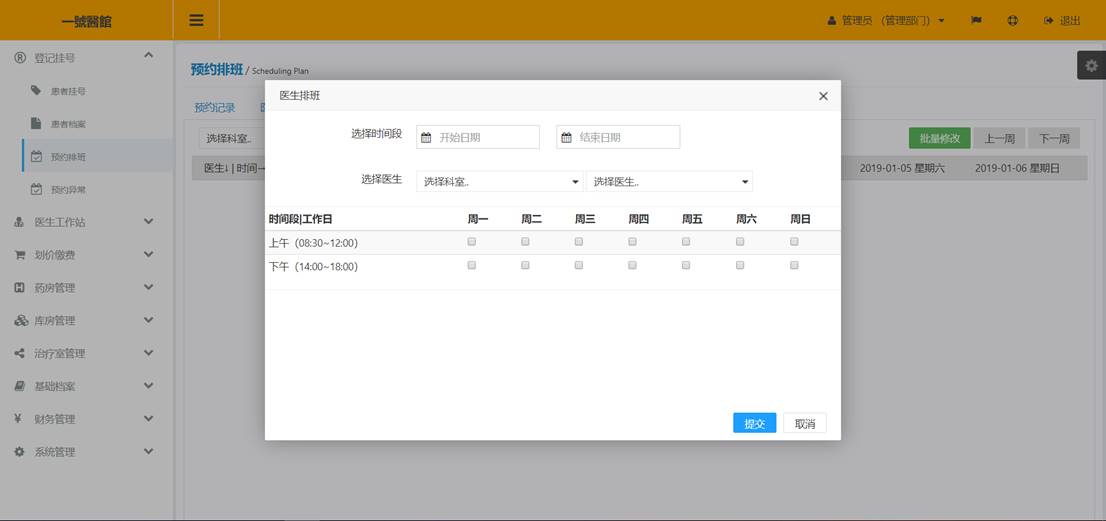 一號醫館
管理员 （管理部门）
退出
登记挂号
患者挂号
患者档案
预约排班
预约异常
医生工作站
划价缴费
药房管理
库房管理
治疗室管理
基础档案
财务管理
系统管理
预约排班 / Scheduling Plan
预约记录
选择科室..
批量修改 上一周 下一周
医生↓ | 时间→ 2019-01-05 星期六 2019-01-06 星期日
医生排班
选择时间段 开始日期 结束日期
选择医生 选择科室.. 选择医生..
时间段|工作日 周一 周二 周三 周四 周五 周六 周日
上午（08:30~12:00）
下午（14:00~18:00）
提交 取消